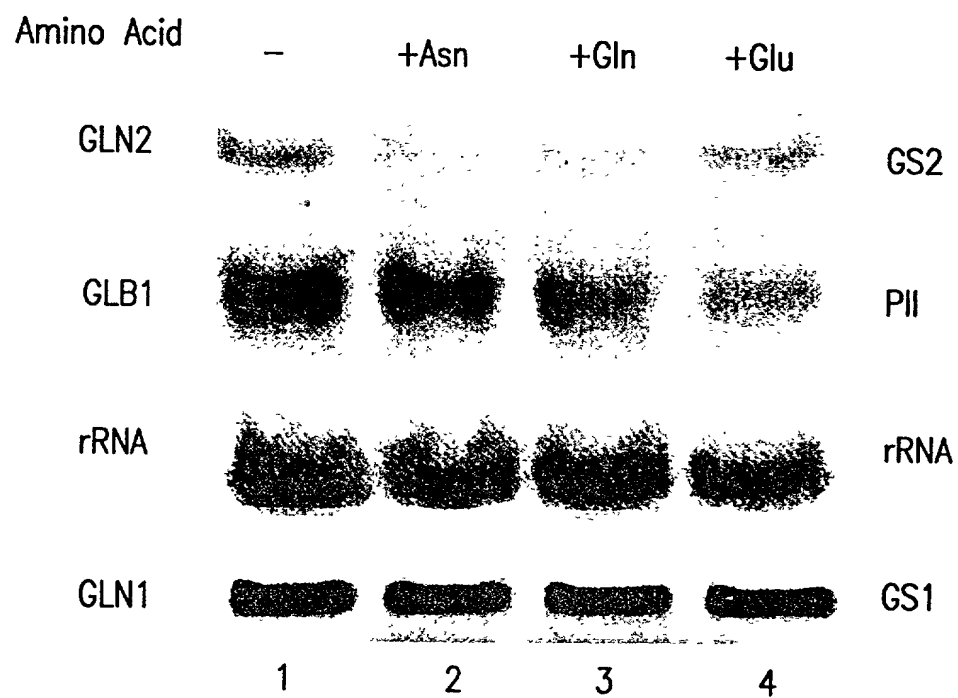 Amino Acid - +Asn +Gln +Glu
GLN2 GS2
GLB1 PII
rRNA rRNA
GLN1 GS1
1 2 3 4